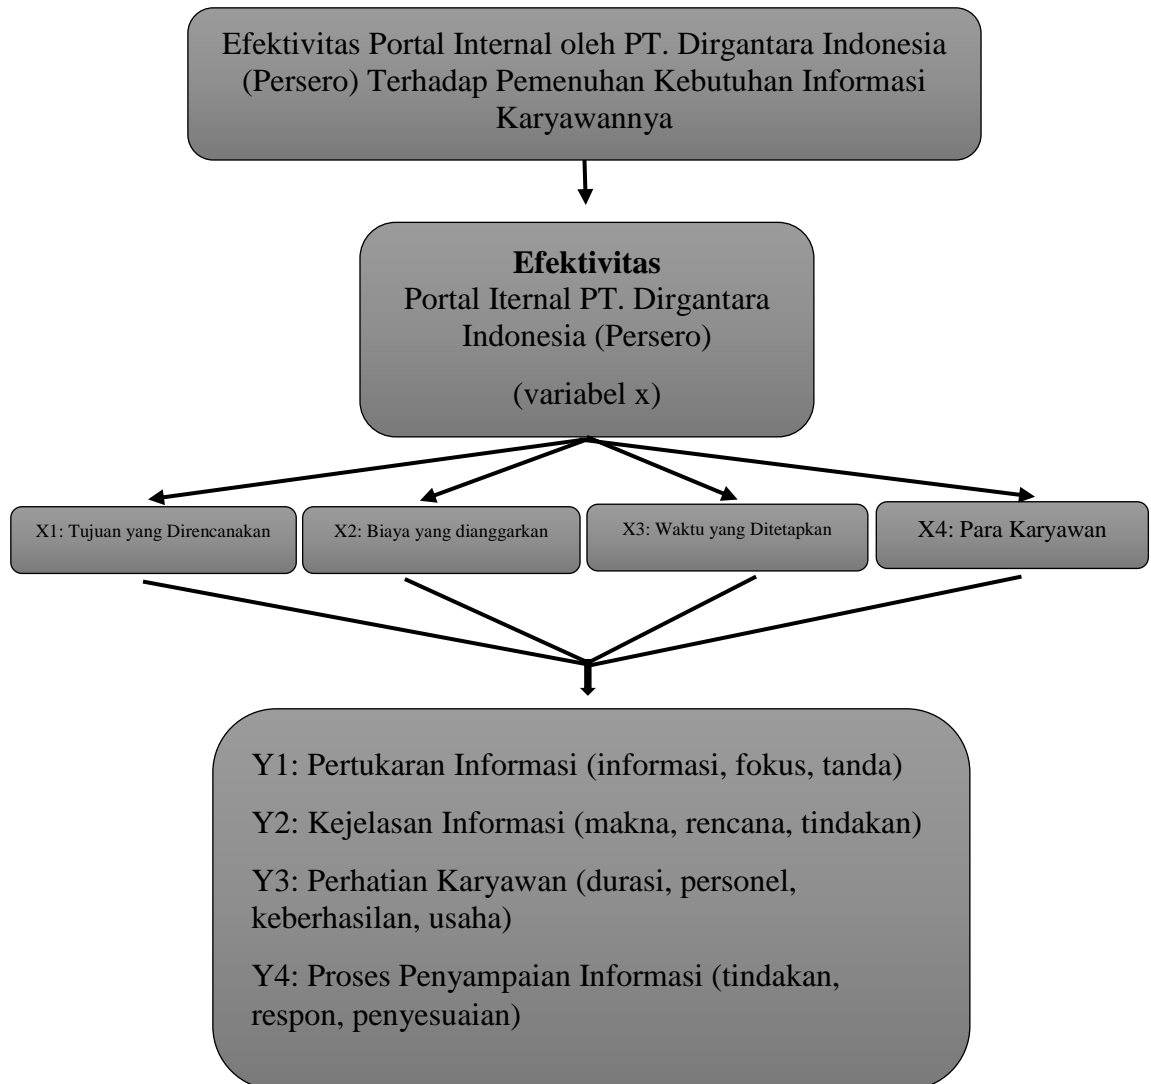 Efektivitas Portal Internal oleh PT. Dirgantara Indonesia
(Persero) Terhadap Pemenuhan Kebutuhan Informasi
Karyawannya
Efektivitas
Portal Iternal PT. Dirgantara
Indonesia (Persero)
(variabel x)
X1: Tujuan yang Direncanakan
X2: Biaya yang dianggarkan
X3: Waktu yang Ditetapkan
X4: Para Karyawan
Y1: Pertukaran Informasi (informasi, fokus, tanda)
Y2: Kejelasan Informasi (makna, rencana, tindakan)
Y3: Perhatian Karyawan (durasi, personel,
keberhasilan, usaha)
Y4: Proses Penyampaian Informasi (tindakan,
respon, penyesuaian)